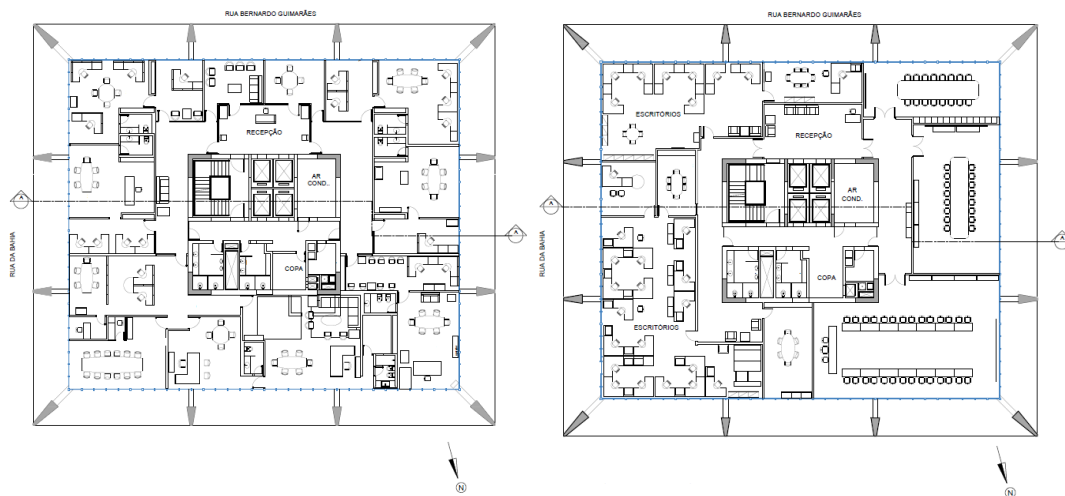 RUA BERNARDO GUIMARÃES
RECEPÇÃO
AR
COND..
COPA
RUA DA BAHIA
A
A
N
RUA BERNARDO GUIMARÃES
ESCRITÓRIOS
RECEPÇÃO
AR
COND.
COPA
ESCRITÓRIOS
RUA DA BAHIA
A
A
N